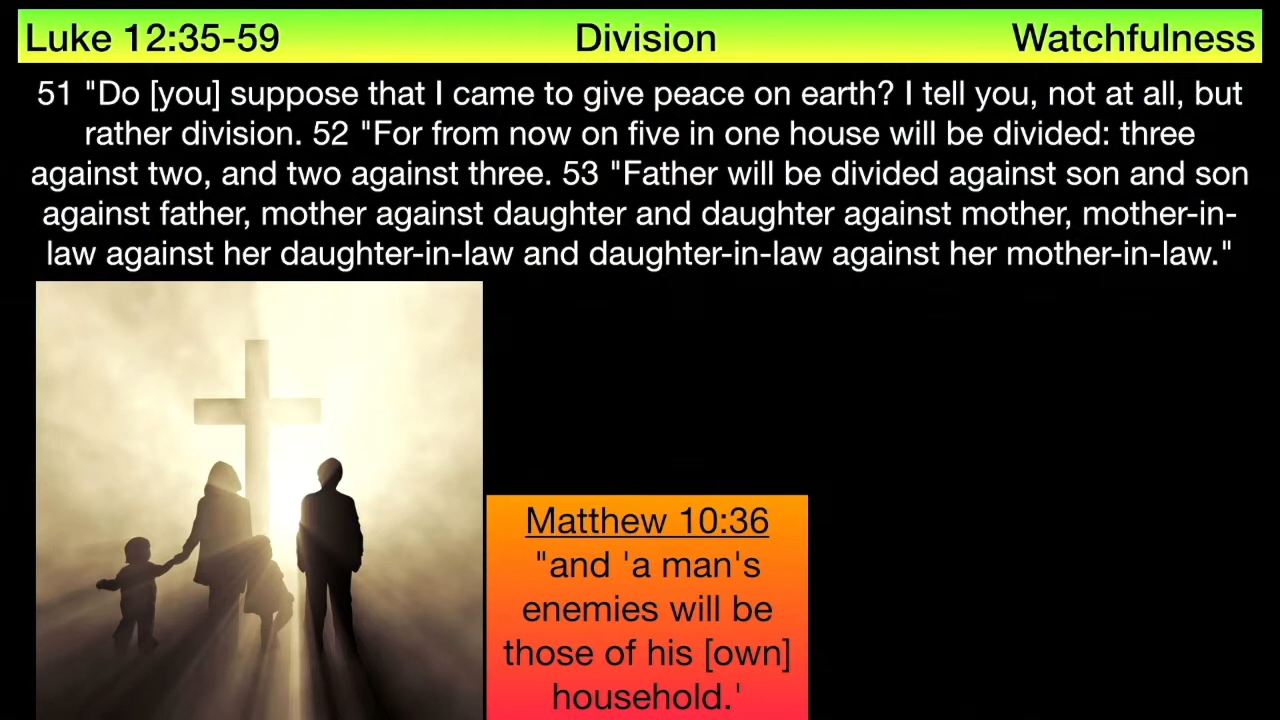 Luke 12:35-59 Division Watchfulness
51 "Do [you] suppose that I came to give peace on earth? I tell you, not at all, but
rather division. 52 "For from now on five in one house will be divided: three
against two, and two against three. 53 "Father will be divided against son and son
against father, mother against daughter and daughter against mother, mother-in-
law against her daughter-in-law and daughter-in-law against her mother-in-law."
Matthew 10:36
"and 'a man's
enemies will be
those of his [own]
household.'